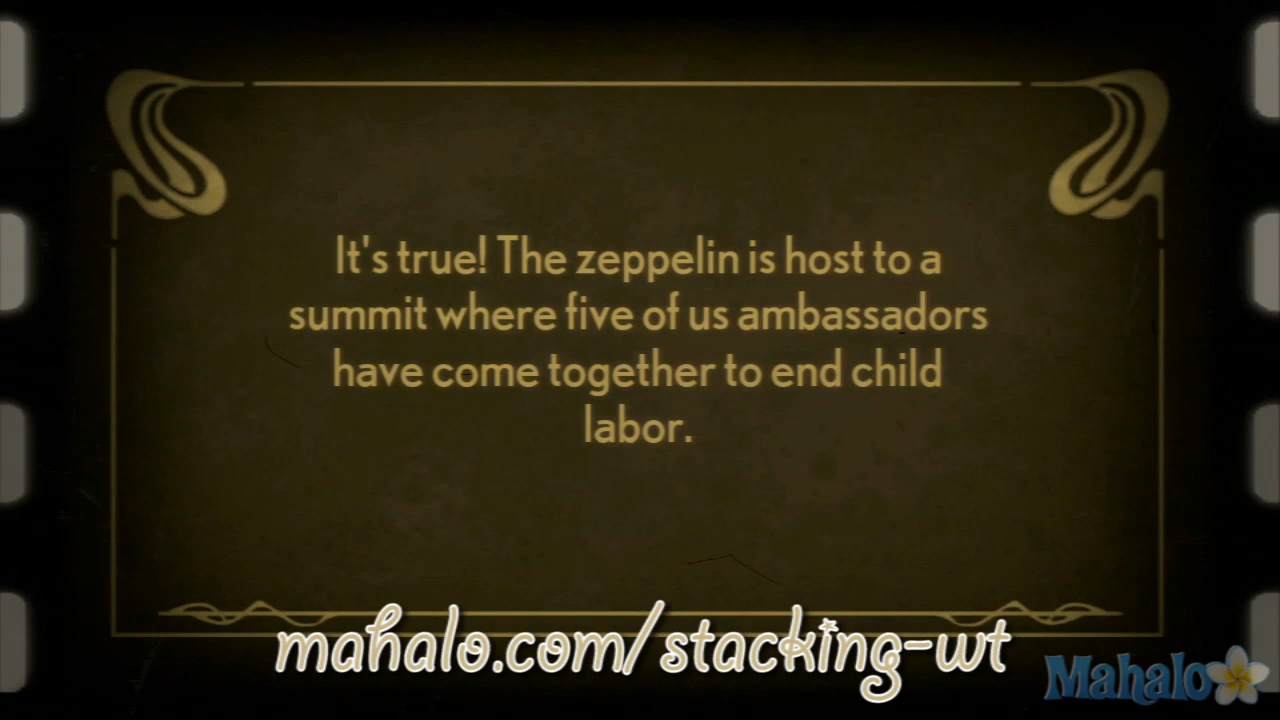 It's true! The zeppelin is host to a
summit where five of us ambassadors
have come together to end child
labor.
mahalo.com/stacking-wt
Mahalo